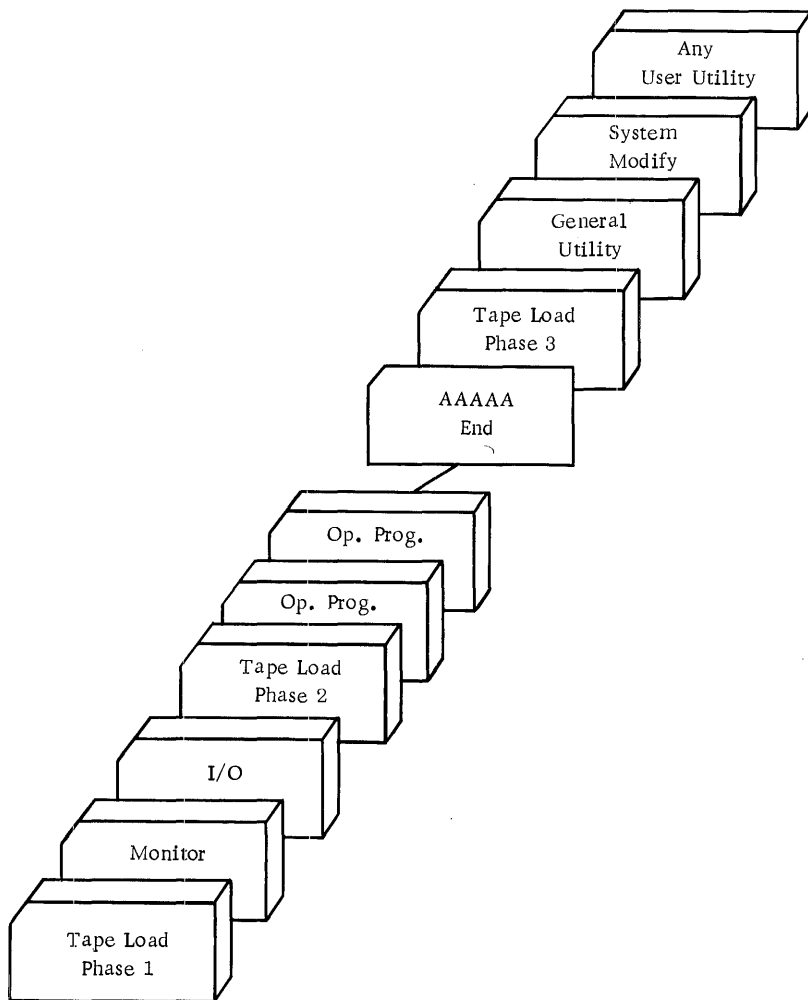 Any
User Utility
System
Modify
General
Utility
Tape Load
Phase 3
AAAAA
End
Op. Prog.
Op. Prog.
Tape Load
Phase 2
I/O
Monitor
Tape Load
Phase 1